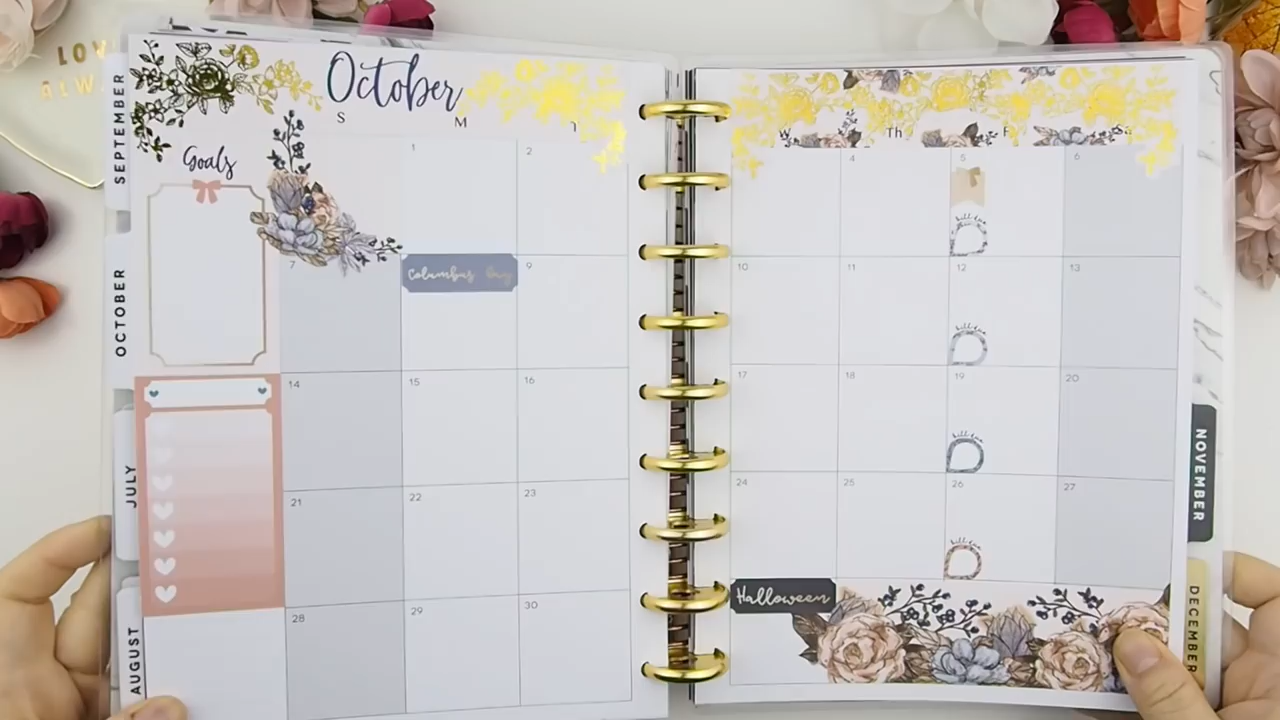 LOV
ALWA
SEPTEMBER
OCTOBER
JULY
AUGUST
October
S M
W Th F
Goals
1 2
4 5 6
7 Columbus Day 9
10 11 12 13
14 15 16
17 18 19 20
21 22 23
24 25 26 27
28 29 30
Halloween
NOVEMBER
DECEMBER